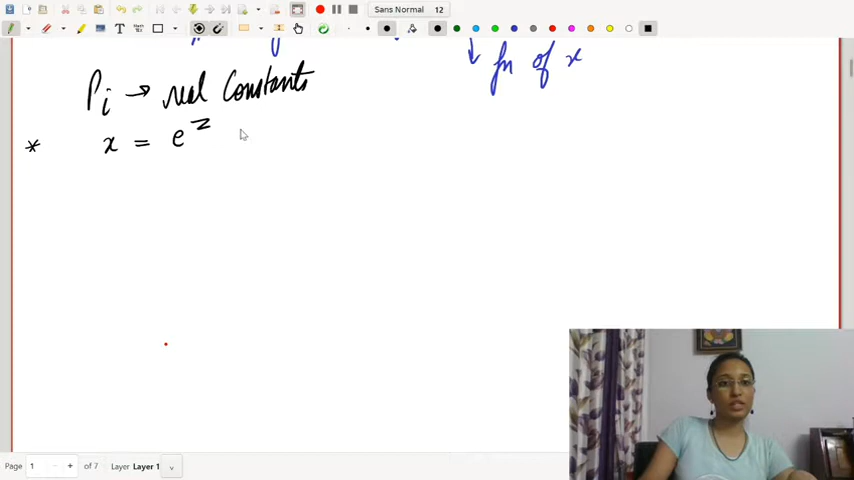 Sans Normal 12
↓ fn of x
Pi → real Constants
* x = e^z
Page 1 of 7 Layer Layer 1